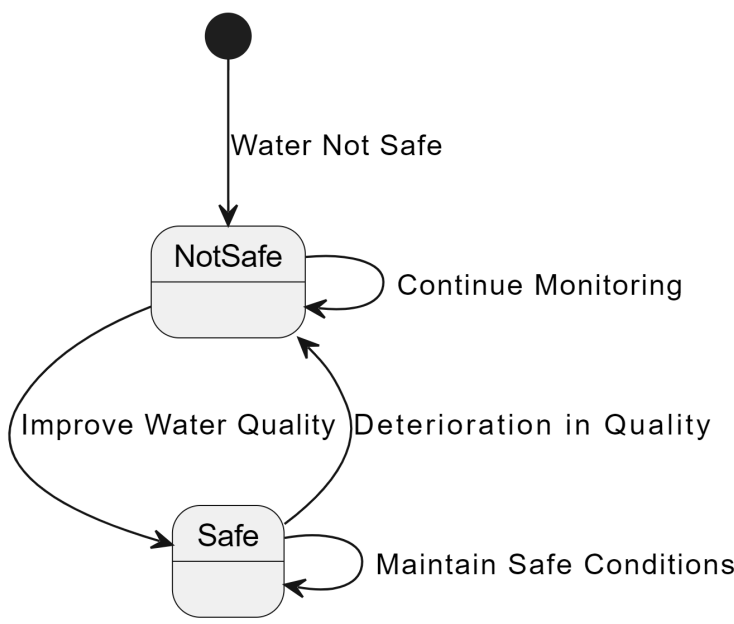 Water Not Safe
NotSafe
Continue Monitoring
Improve Water Quality
Deterioration in Quality
Safe
Maintain Safe Conditions